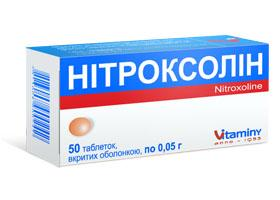 НІТРОКСОЛІН
Nitroxoline
50 таблеток,
вкритих оболонкою, по 0,05 г
Vitaminy